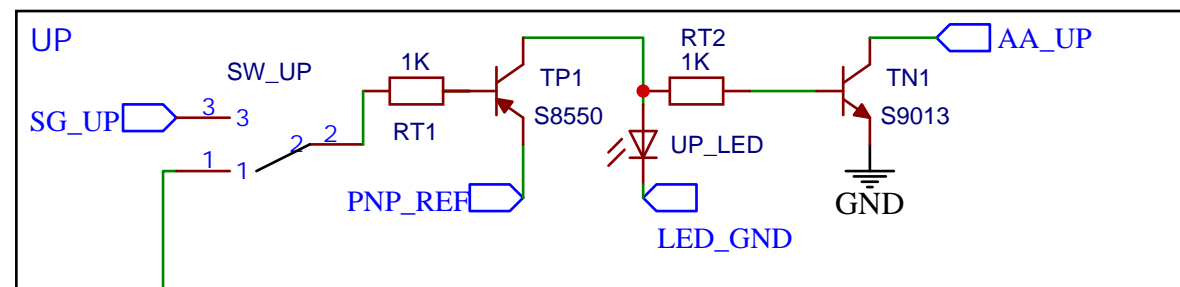 UP
RT2
1K
AA_UP
SW_UP
1K
TP1
TN1
3
3
SG_UP
RT1
S8550
S9013
2
2
UP_LED
1
1
PNP_REF
GND
LED_GND